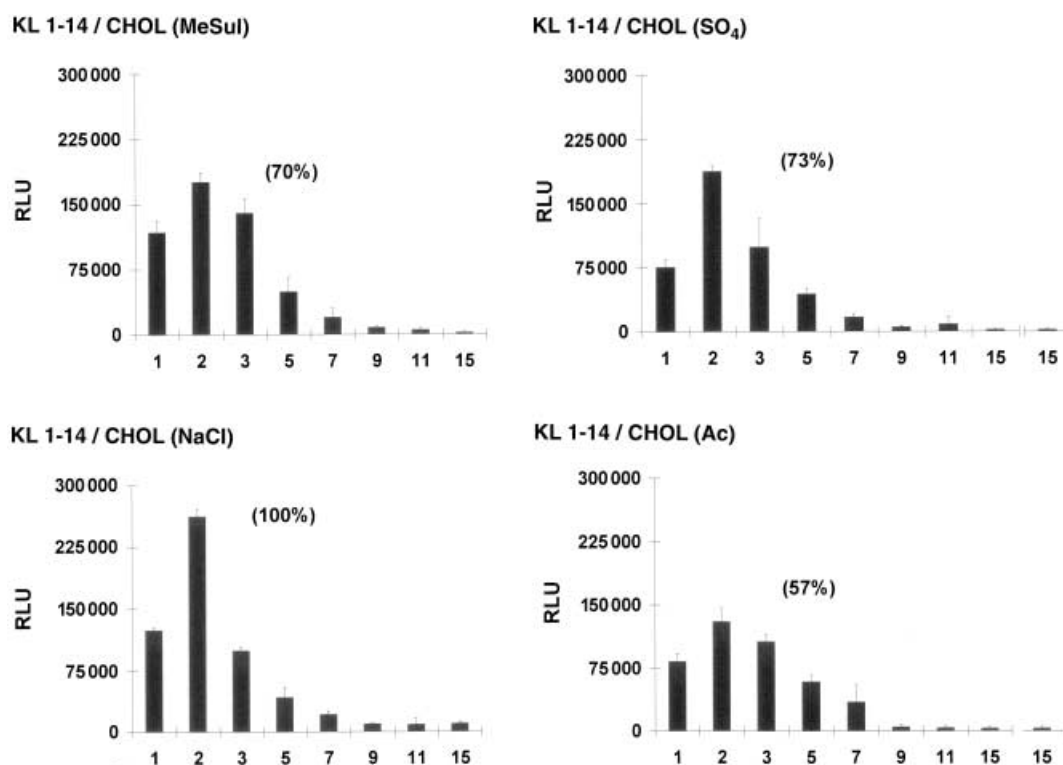 KL 1-14 / CHOL (MeSul)
300 000
225 000
150 000
75 000
0
RLU
(70%)
1 2 3 5 7 9 11 15
KL 1-14 / CHOL (SO₄)
300 000
225 000
150 000
75 000
0
RLU
(73%)
1 2 3 5 7 9 11 15 15
KL 1-14 / CHOL (NaCl)
300 000
225 000
150 000
75 000
0
RLU
(100%)
1 2 3 5 7 9 11 15
KL 1-14 / CHOL (Ac)
300 000
225 000
150 000
75 000
0
RLU
(57%)
1 2 3 5 7 9 11 15 15